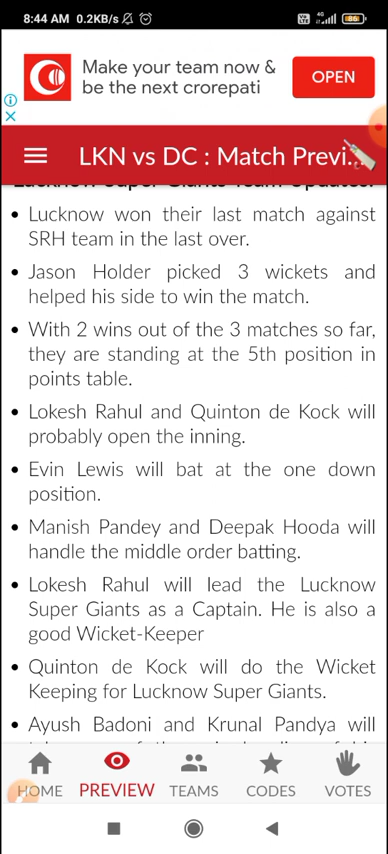 8:44 AM 0.2KB/s
4G
86
Make your team now &
be the next crorepati
OPEN
LKN vs DC : Match Previ...
Lucknow Super Giants Team Updates:
• Lucknow won their last match against
SRH team in the last over.
• Jason Holder picked 3 wickets and
helped his side to win the match.
• With 2 wins out of the 3 matches so far,
they are standing at the 5th position in
points table.
• Lokesh Rahul and Quinton de Kock will
probably open the inning.
• Evin Lewis will bat at the one down
position.
• Manish Pandey and Deepak Hooda will
handle the middle order batting.
• Lokesh Rahul will lead the Lucknow
Super Giants as a Captain. He is also a
good Wicket-Keeper
• Quinton de Kock will do the Wicket
Keeping for Lucknow Super Giants.
• Ayush Badoni and Krunal Pandya will
HOME PREVIEW TEAMS CODES VOTES